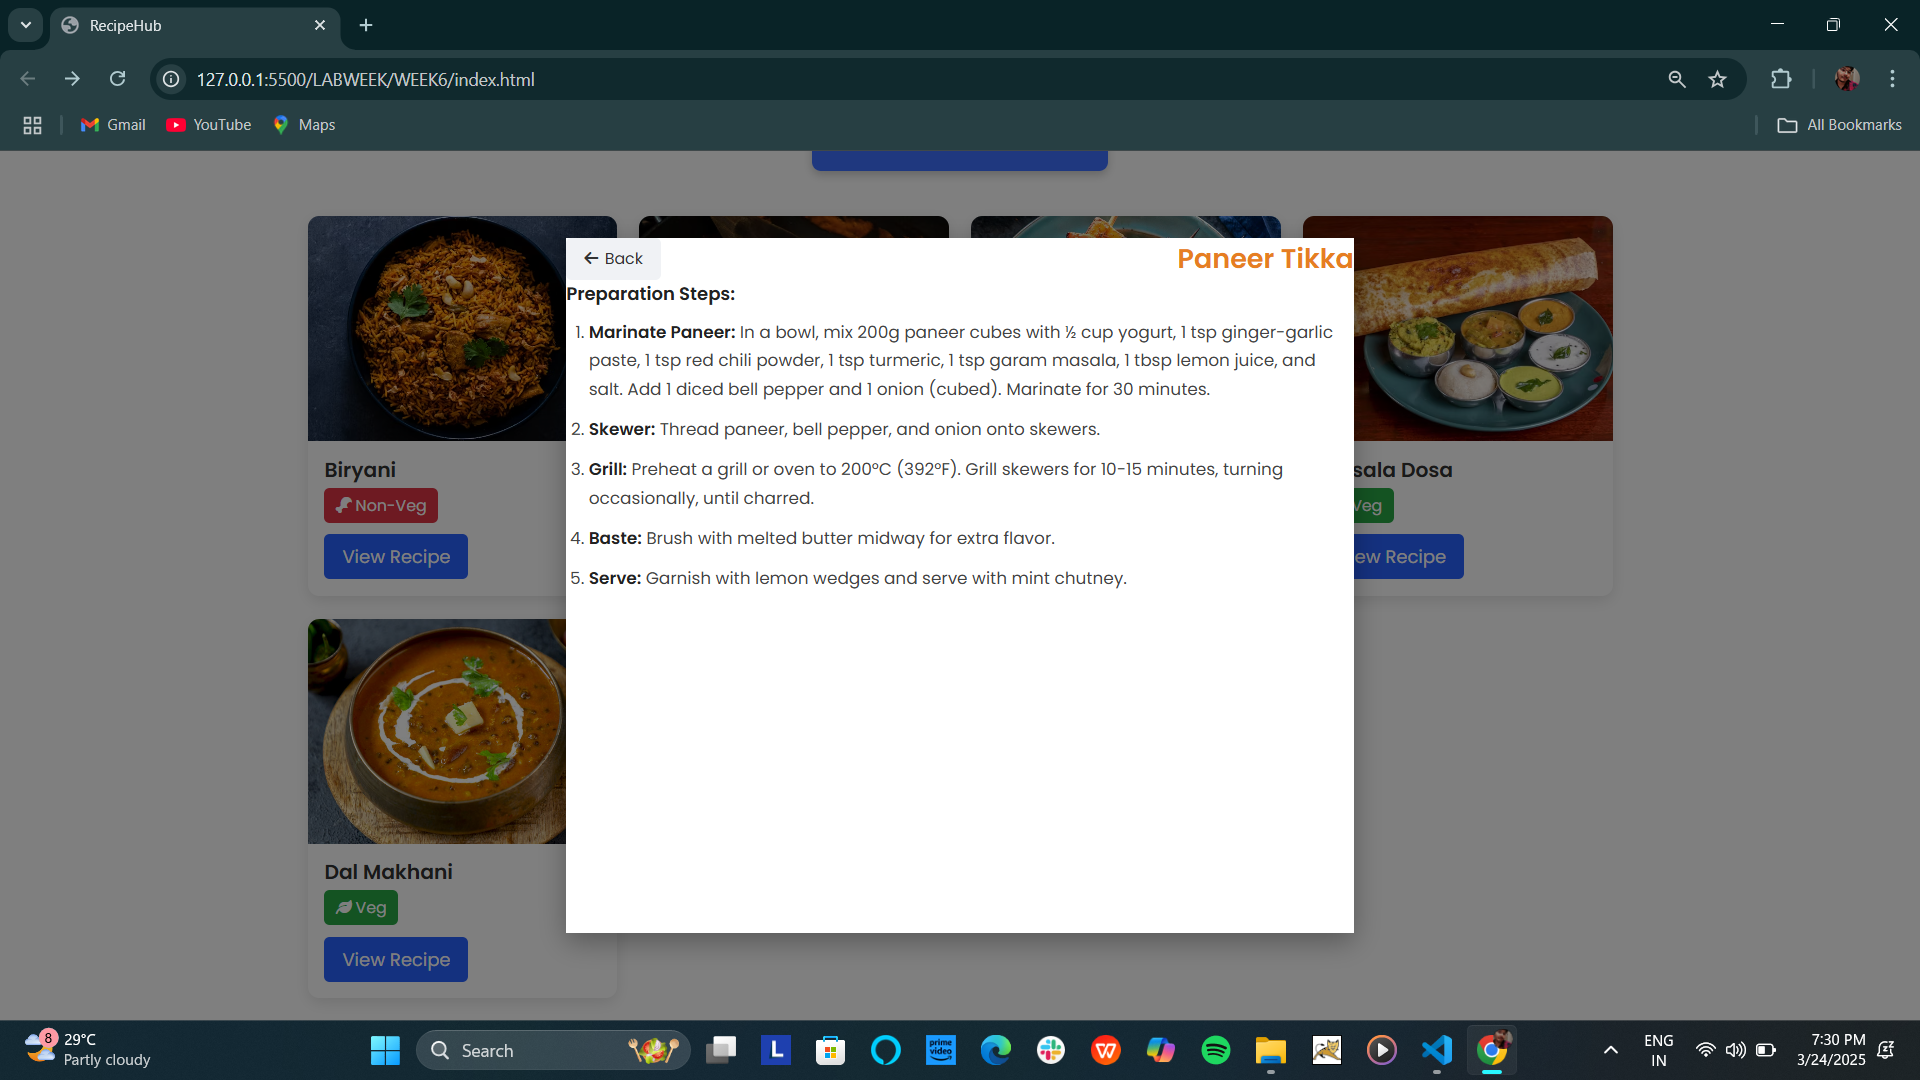 RecipeHub
127.0.0.1:5500/LABWEEK/WEEK6/index.html
Gmail
YouTube
Maps
All Bookmarks
Back
Paneer Tikka
Preparation Steps:
1. Marinate Paneer: In a bowl, mix 200g paneer cubes with ½ cup yogurt, 1 tsp ginger-garlic
paste, 1 tsp red chili powder, 1 tsp turmeric, 1 tsp garam masala, 1 tbsp lemon juice, and
salt. Add 1 diced bell pepper and 1 onion (cubed). Marinate for 30 minutes.
2. Skewer: Thread paneer, bell pepper, and onion onto skewers.
3. Grill: Preheat a grill or oven to 200°C (392°F). Grill skewers for 10-15 minutes, turning
occasionally, until charred.
4. Baste: Brush with melted butter midway for extra flavor.
5. Serve: Garnish with lemon wedges and serve with mint chutney.
Biryani
Non-Veg
View Recipe
sala Dosa
Veg
ew Recipe
Dal Makhani
Veg
View Recipe
8
29°C
Partly cloudy
Search
L
prime
video
W
ENG
IN
7:30 PM
3/24/2025